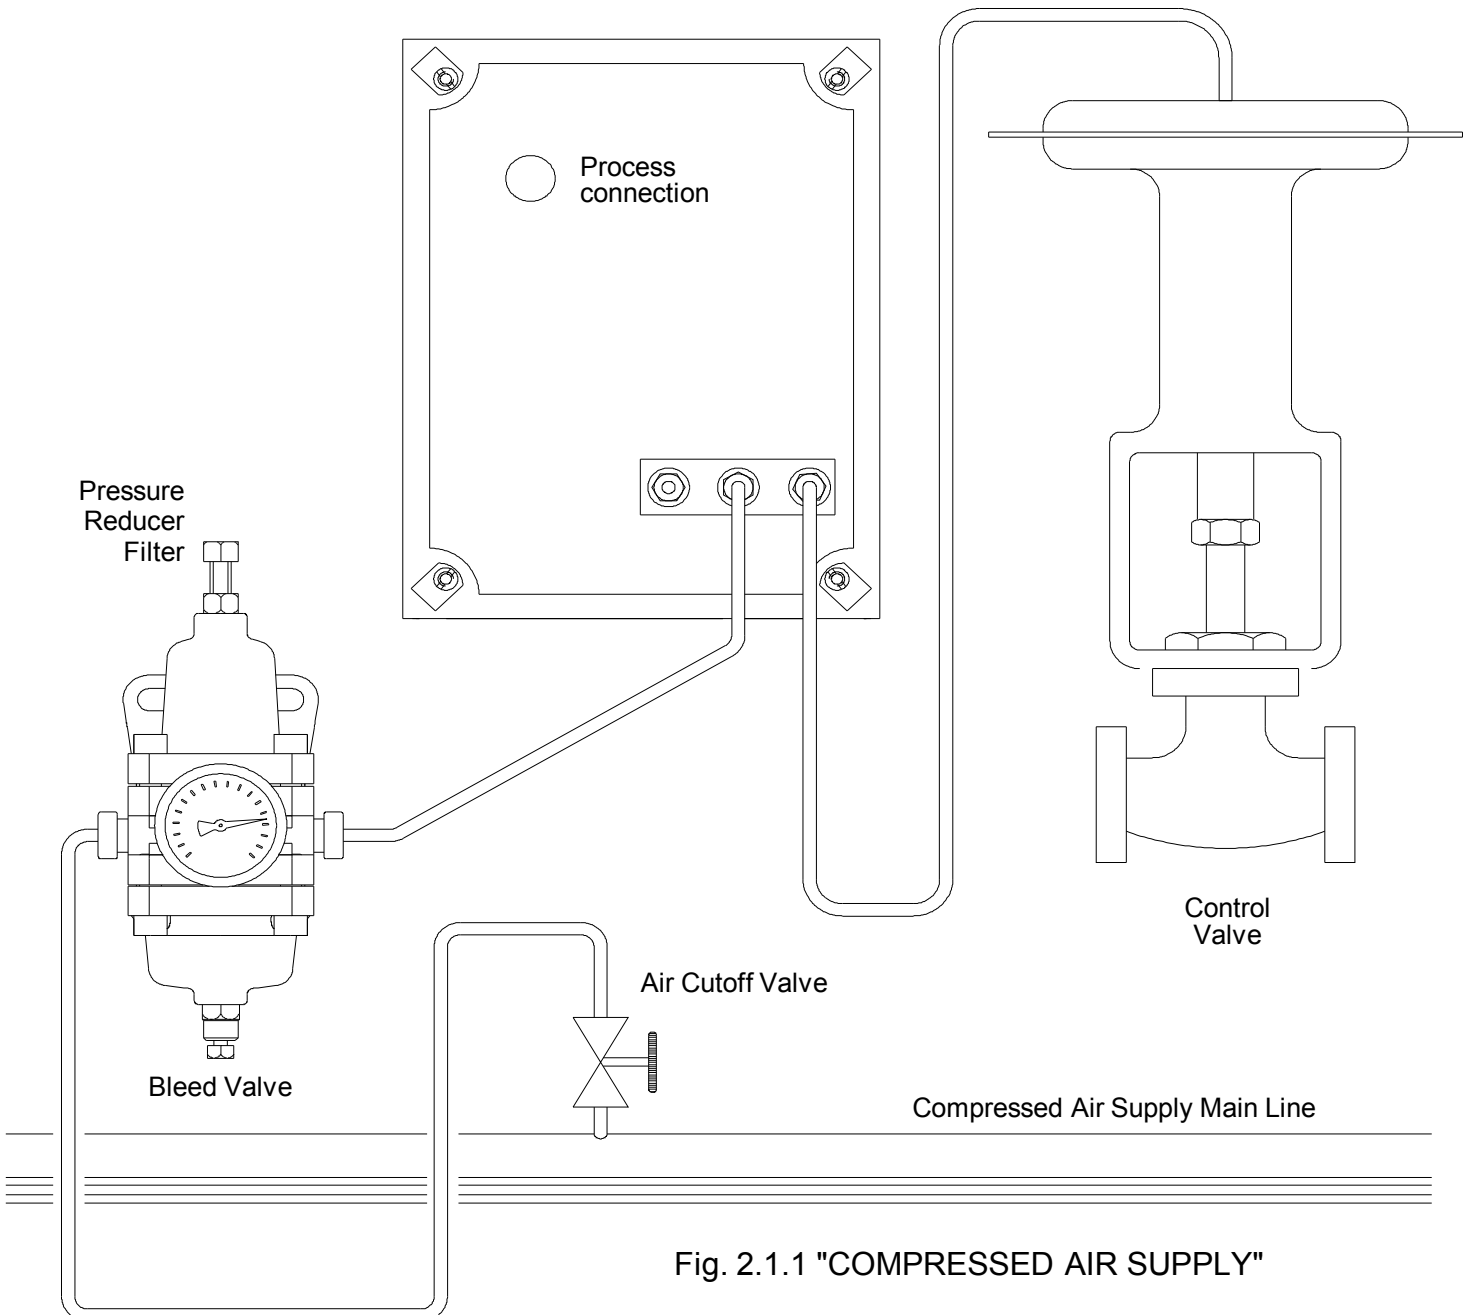 Process
connection
Pressure
Reducer
Filter
Control
Valve
Air Cutoff Valve
Bleed Valve
Compressed Air Supply Main Line
Fig. 2.1.1 "COMPRESSED AIR SUPPLY"